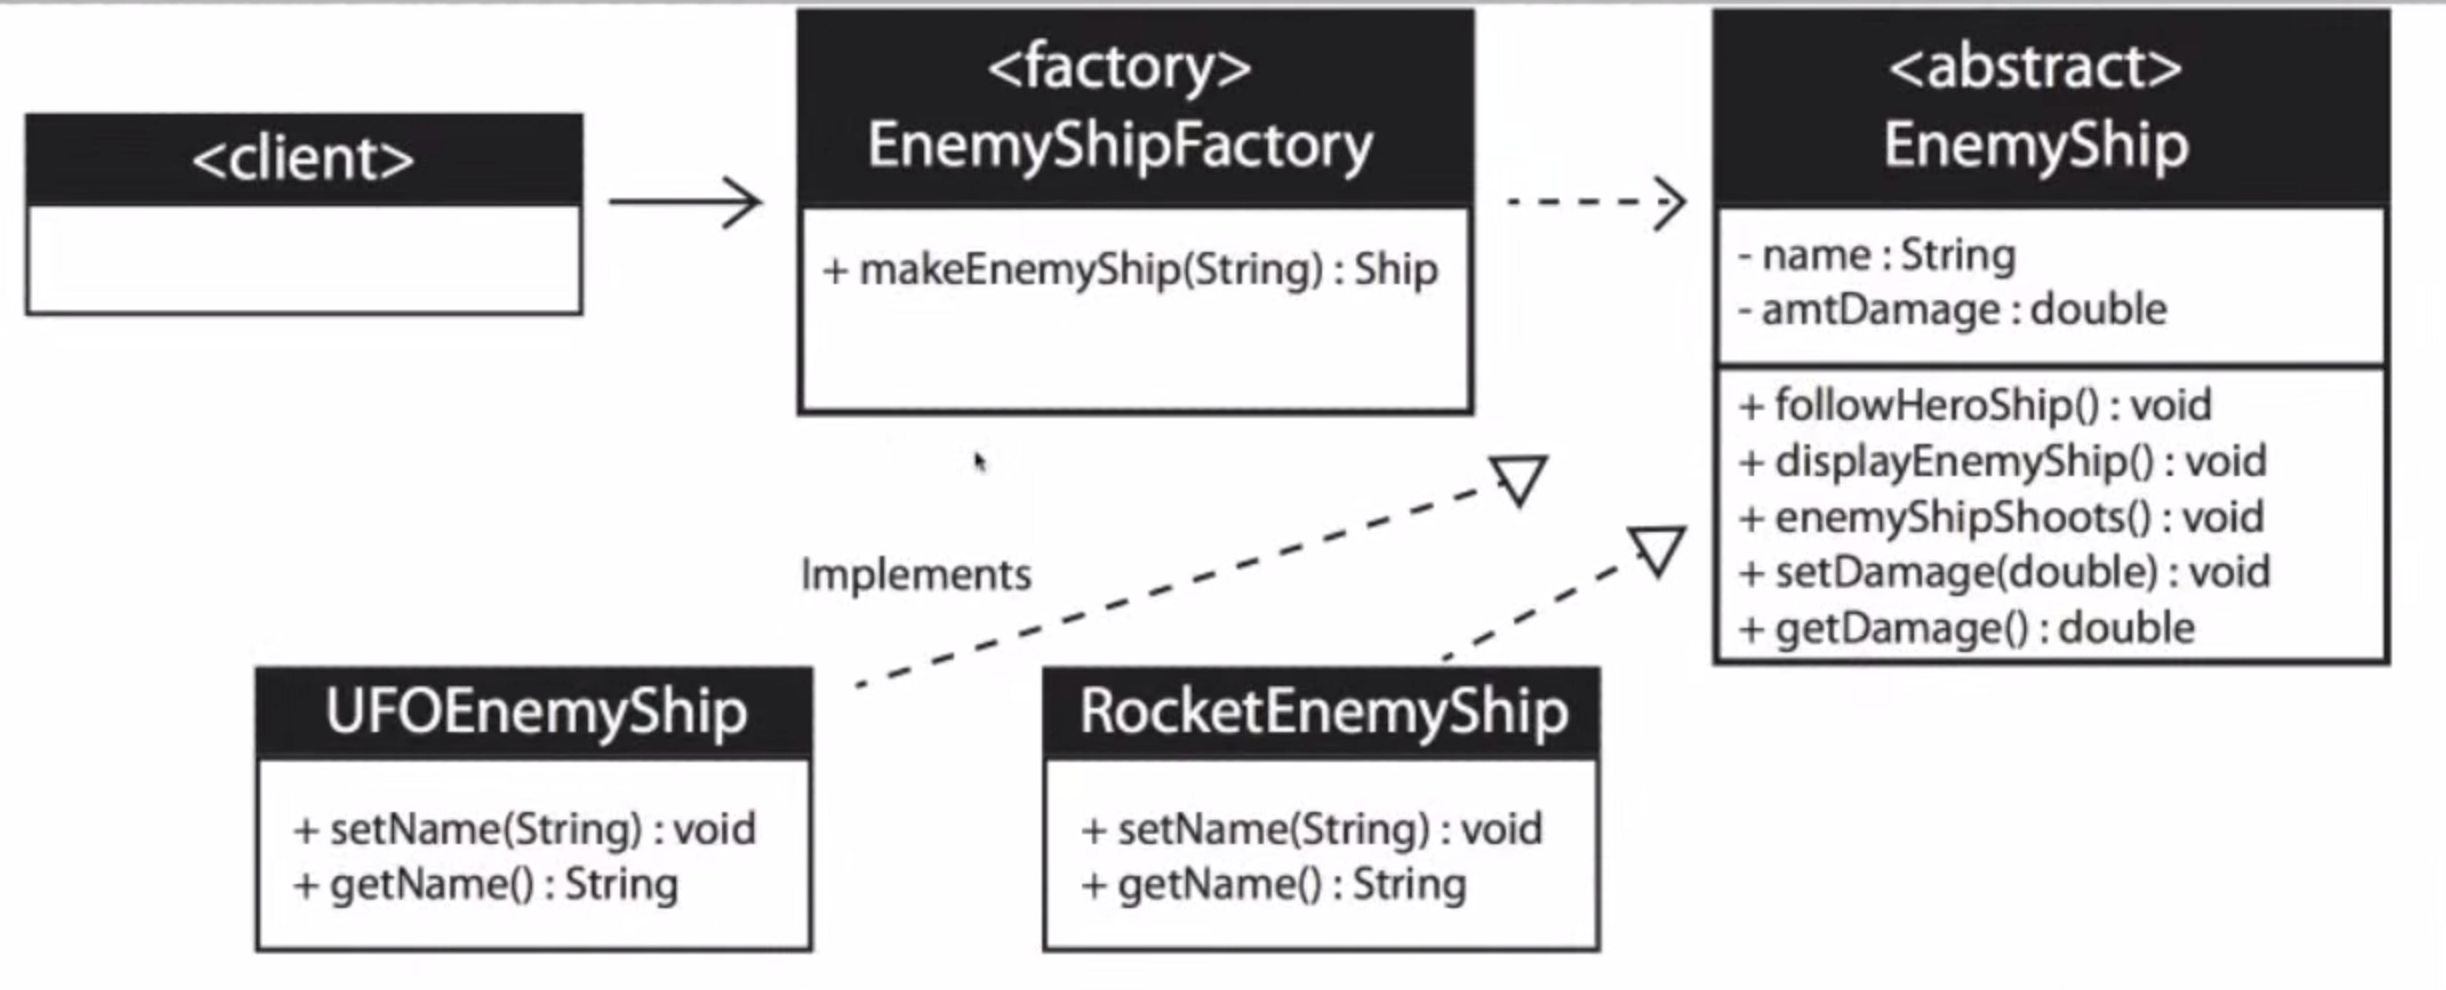 <client>
<factory>
EnemyShipFactory
+ makeEnemyShip(String) : Ship
<abstract>
EnemyShip
- name : String
- amtDamage : double
+ followHeroShip() : void
+ displayEnemyShip() : void
+ enemyShipShoots() : void
+ setDamage(double) : void
+ getDamage() : double
Implements
UFOEnemyShip
+ setName(String) : void
+ getName() : String
RocketEnemyShip
+ setName(String) : void
+ getName() : String